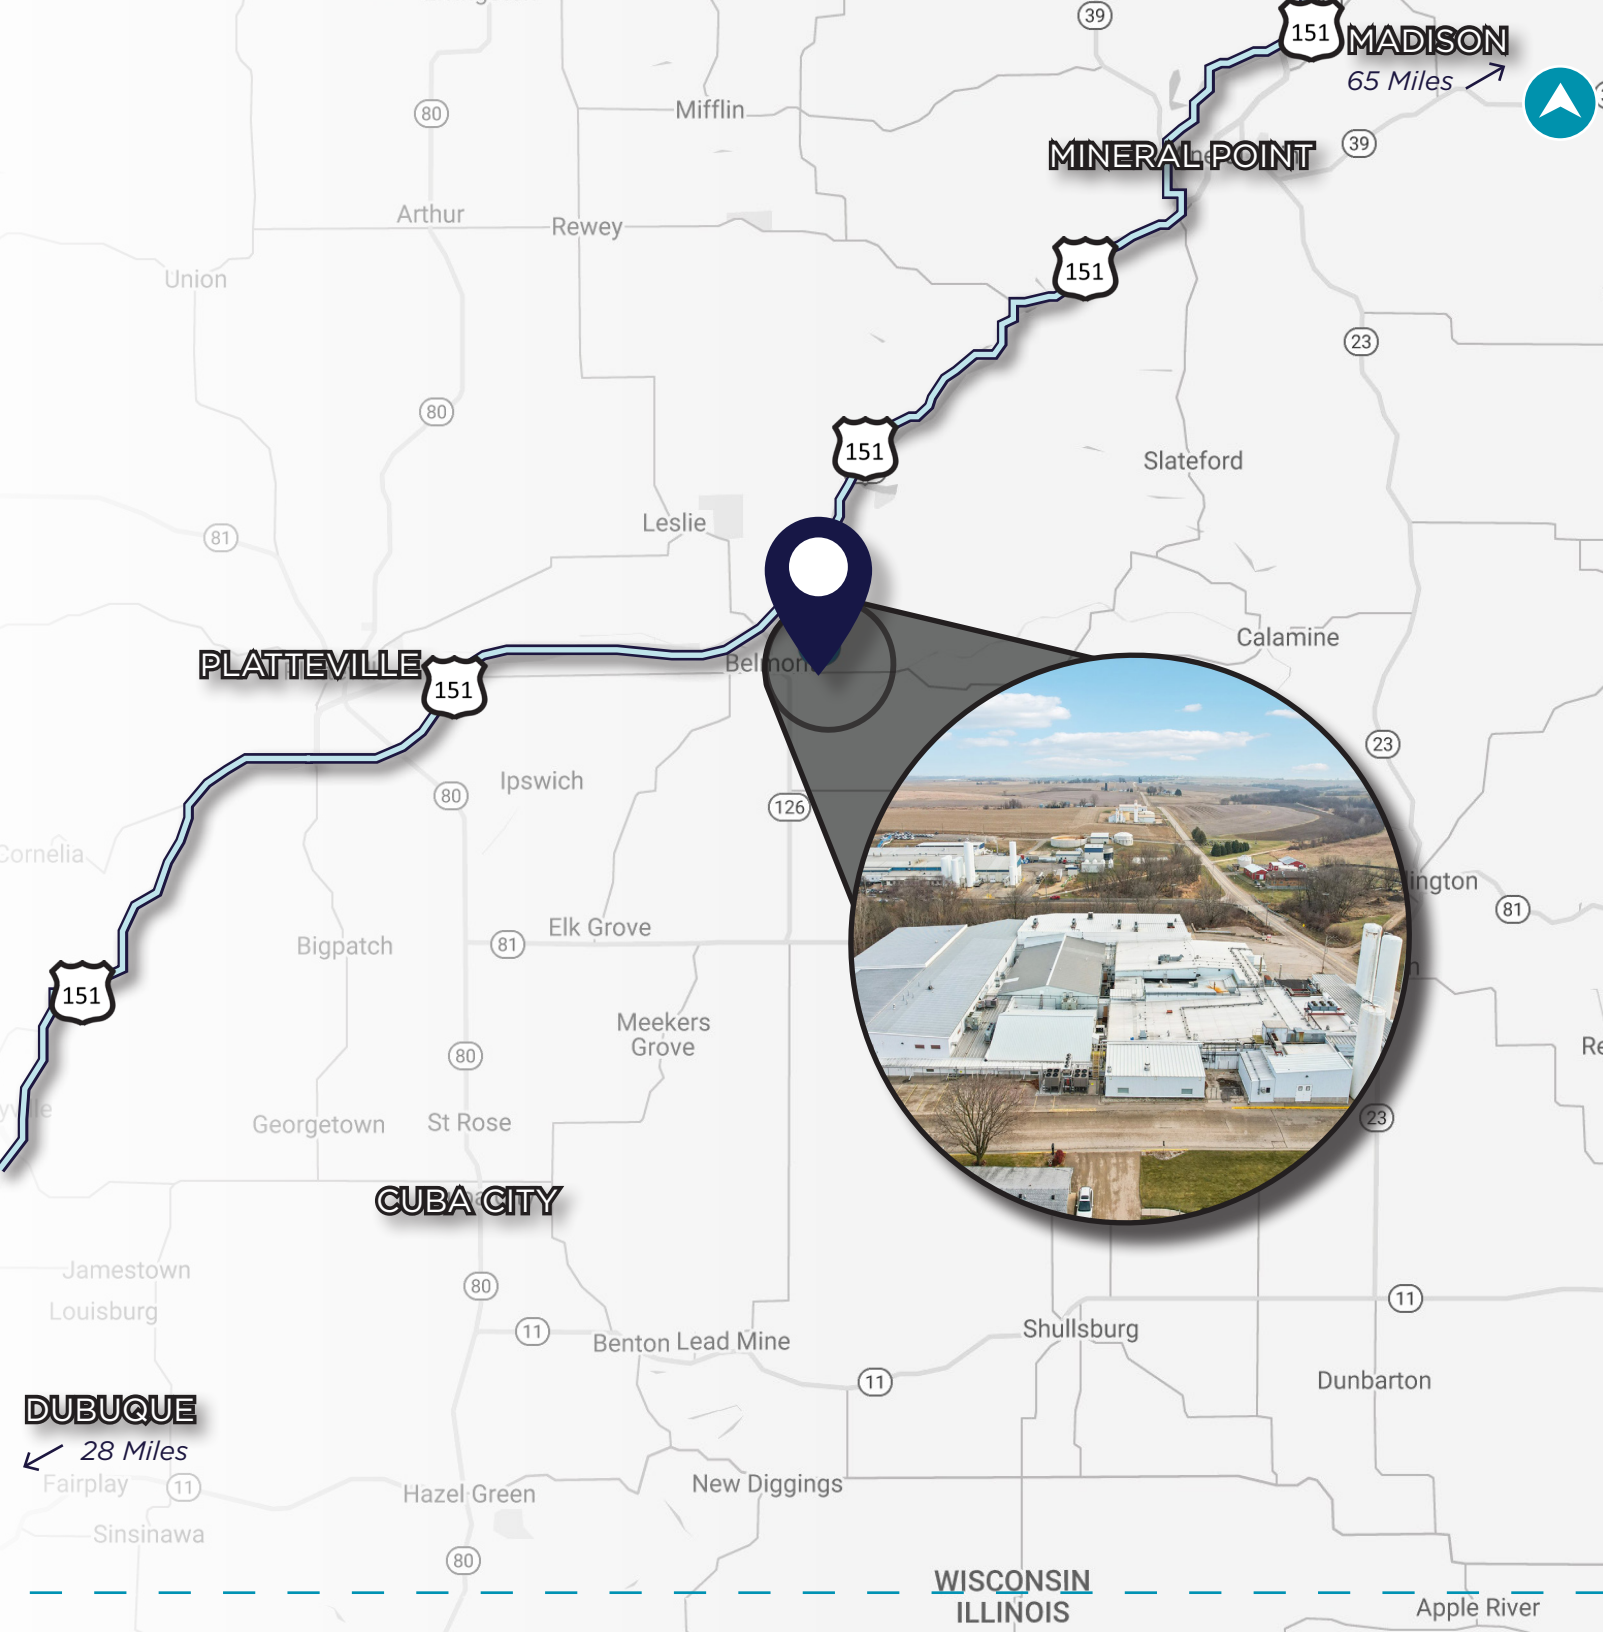 39
151
MADISON
65 Miles
80
Mifflin
39
MINERAL POINT
Arthur
Rewey
151
Union
23
80
151
Slateford
Leslie
81
Calamine
PLATTEVILLE
Belmont
151
23
Ipswich
80
126
Cornelia
ington
81
Elk Grove
81
Bigpatch
151
Meekers
Grove
80
23
Georgetown
St Rose
CUBA CITY
Jamestown
80
11
Louisburg
11
Shullsburg
Benton
Lead Mine
11
Dunbarton
DUBUQUE
28 Miles
Fairplay
11
New Diggings
Hazel Green
Sinsinawa
80
WISCONSIN
ILLINOIS
Apple River